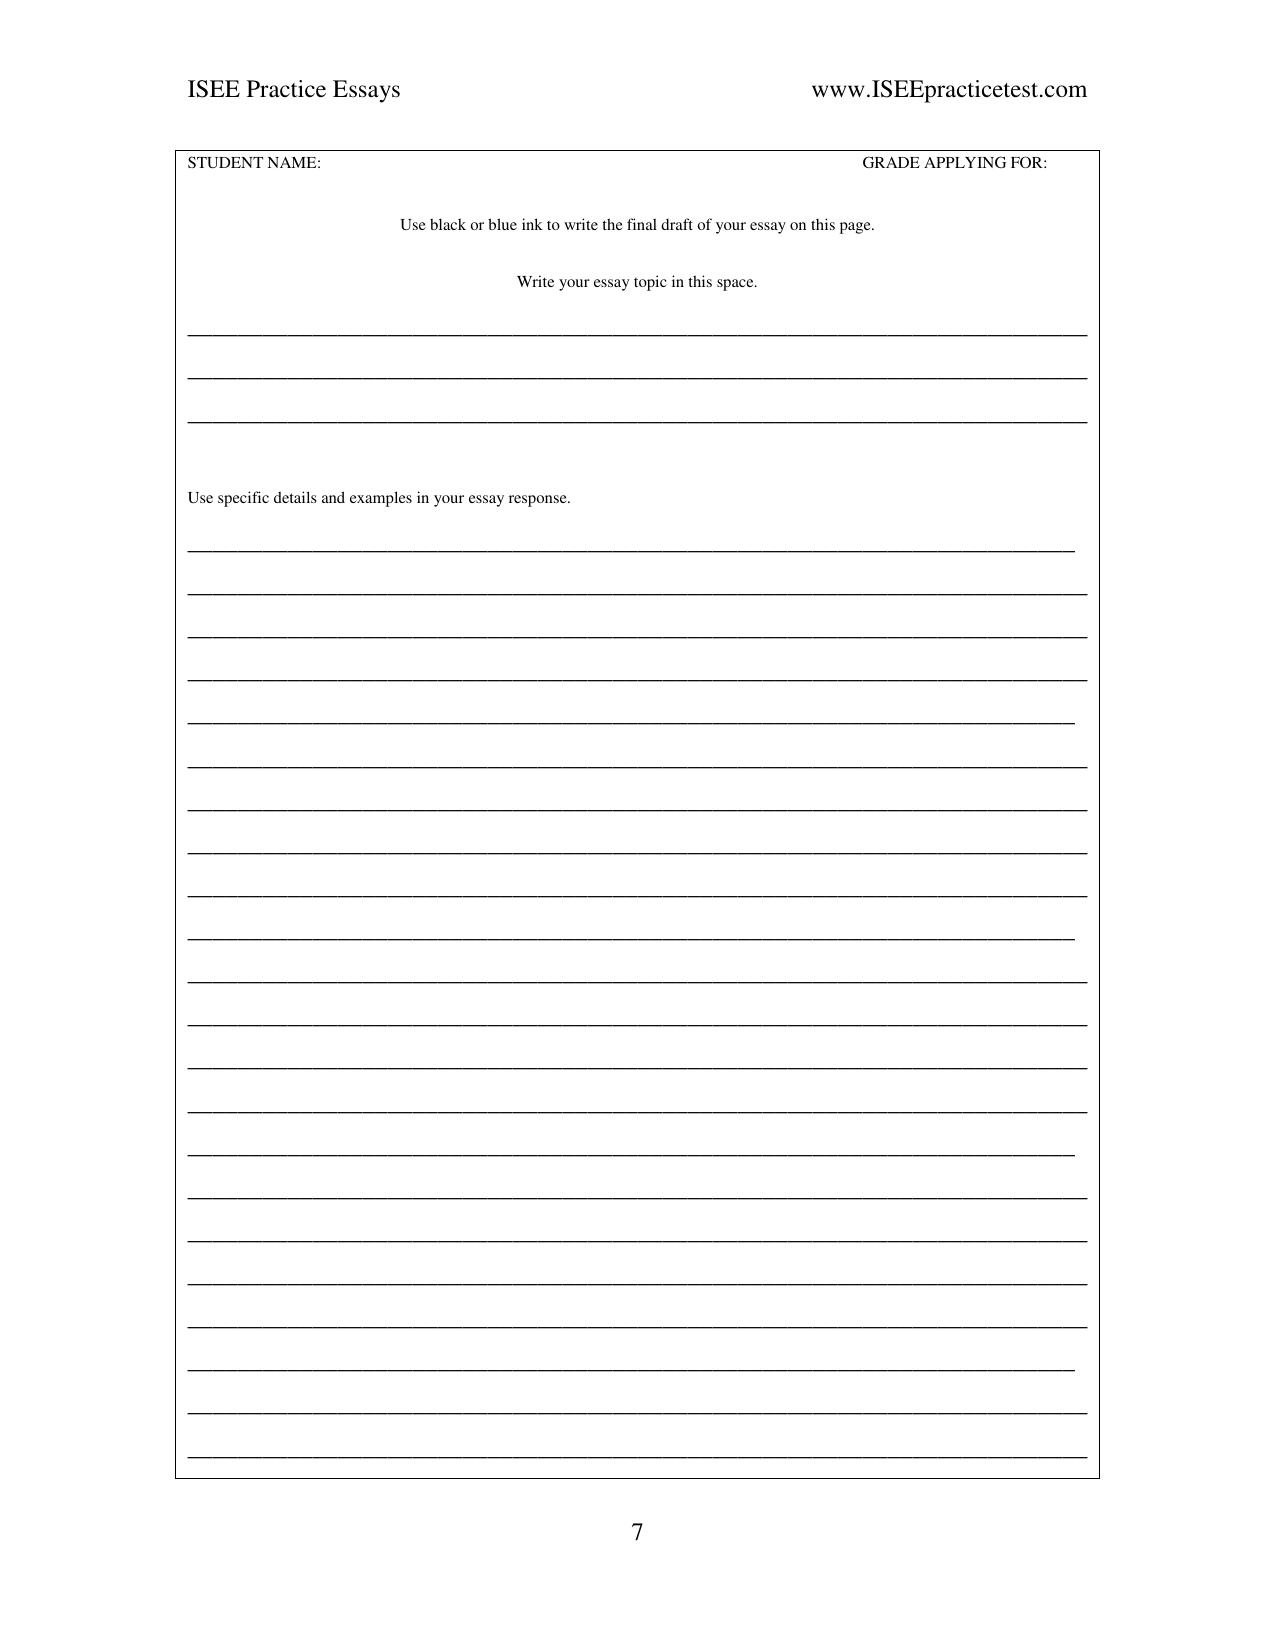 ISEE Practice Essays www.ISEEpracticetest.com
STUDENT NAME: GRADE APPLYING FOR:
Use black or blue ink to write the final draft of your essay on this page.
Write your essay topic in this space.
Use specific details and examples in your essay response.
7